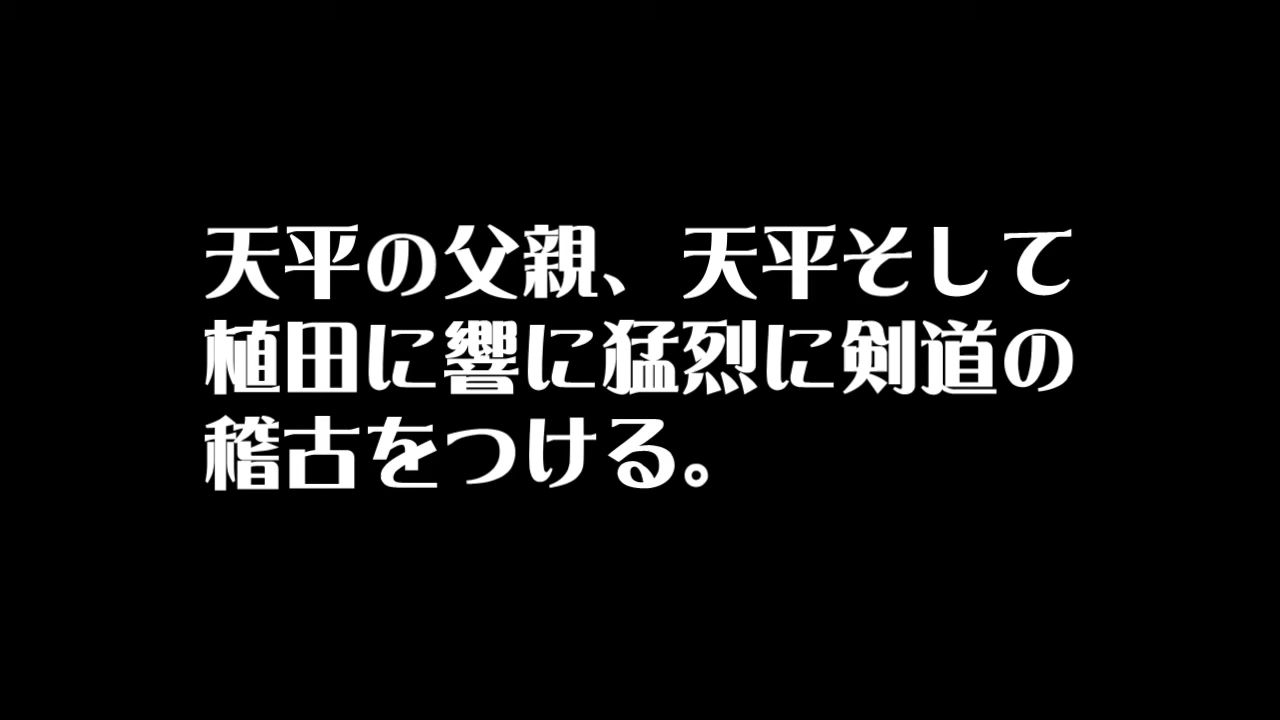 天平の父親、天平そして
植田に響に猛烈に剣道の
稽古をつける。